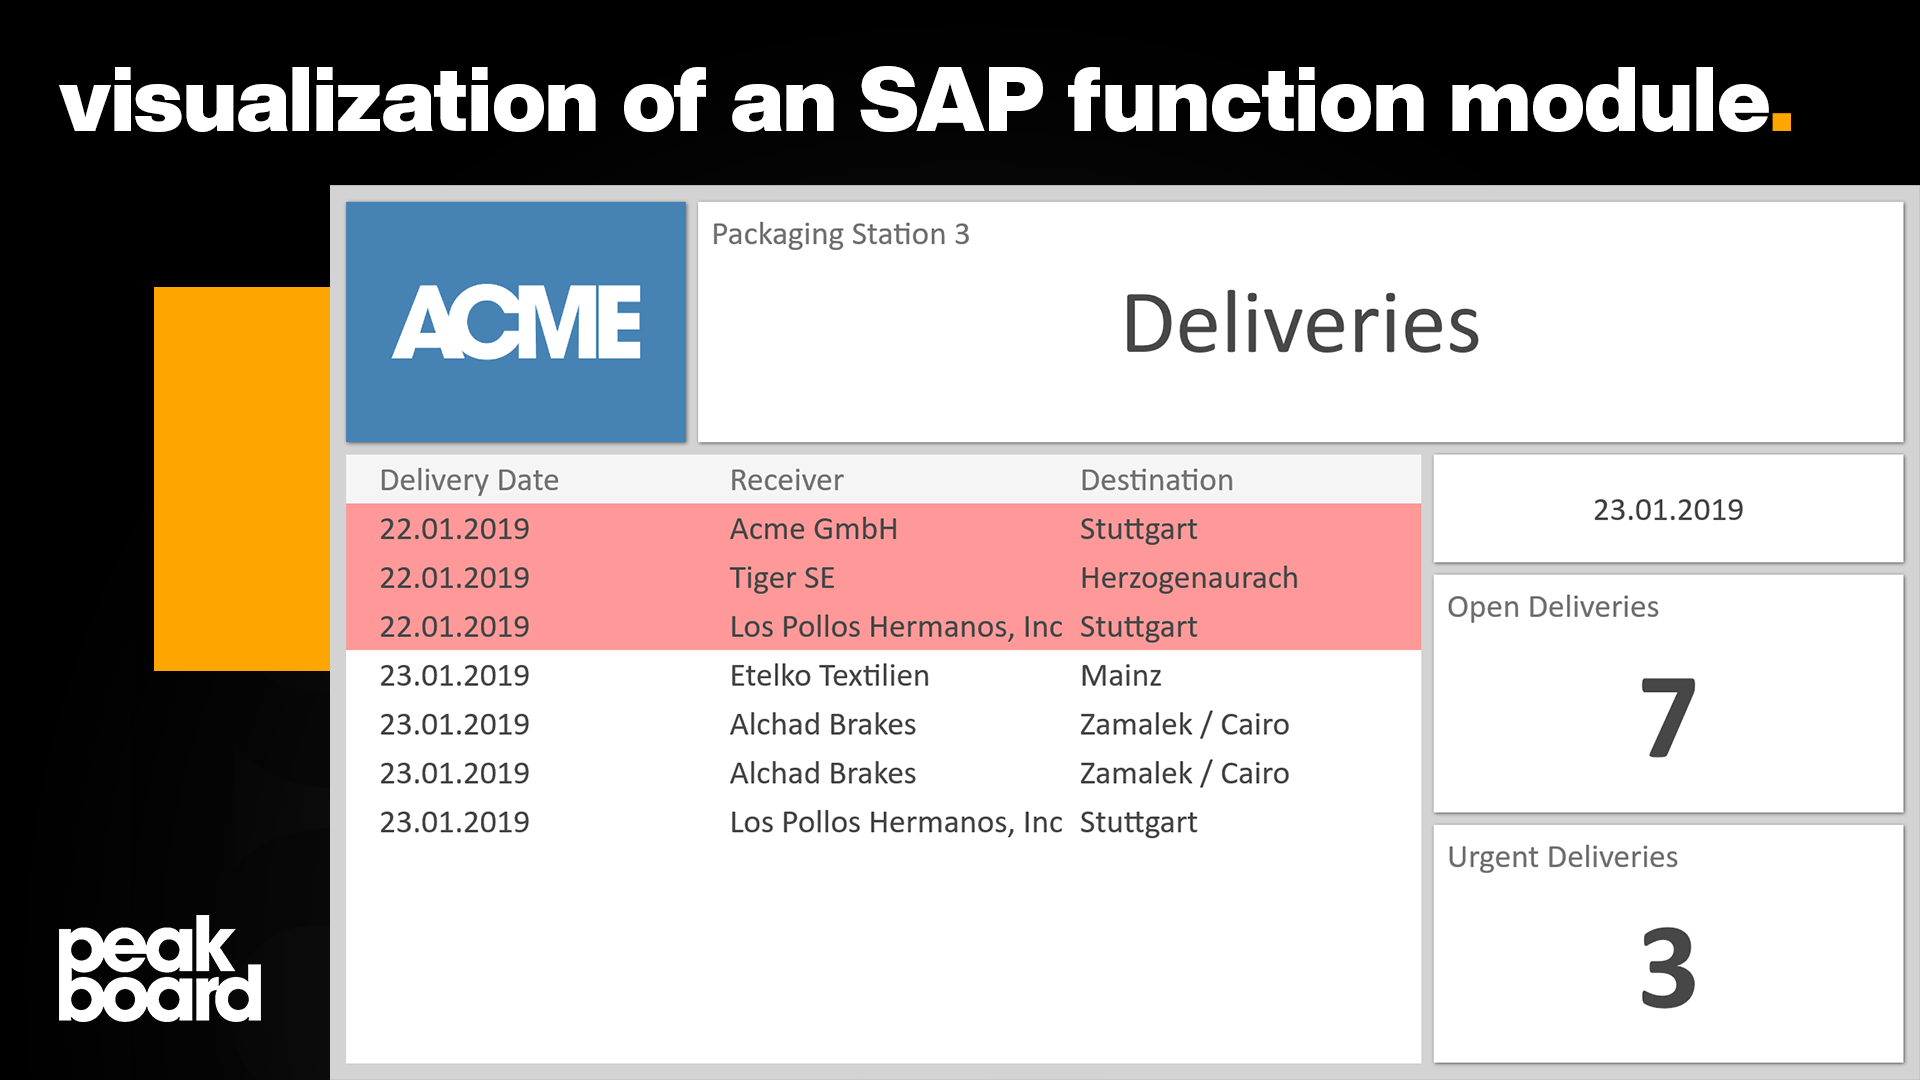 visualization of an SAP function module.
ACME
Packaging Station 3
Deliveries
Delivery Date Receiver Destination
22.01.2019 Acme GmbH Stuttgart
22.01.2019 Tiger SE Herzogenaurach
22.01.2019 Los Pollos Hermanos, Inc Stuttgart
23.01.2019 Etelko Textilien Mainz
23.01.2019 Alchad Brakes Zamalek / Cairo
23.01.2019 Alchad Brakes Zamalek / Cairo
23.01.2019 Los Pollos Hermanos, Inc Stuttgart
23.01.2019
Open Deliveries
7
Urgent Deliveries
3
peak
board